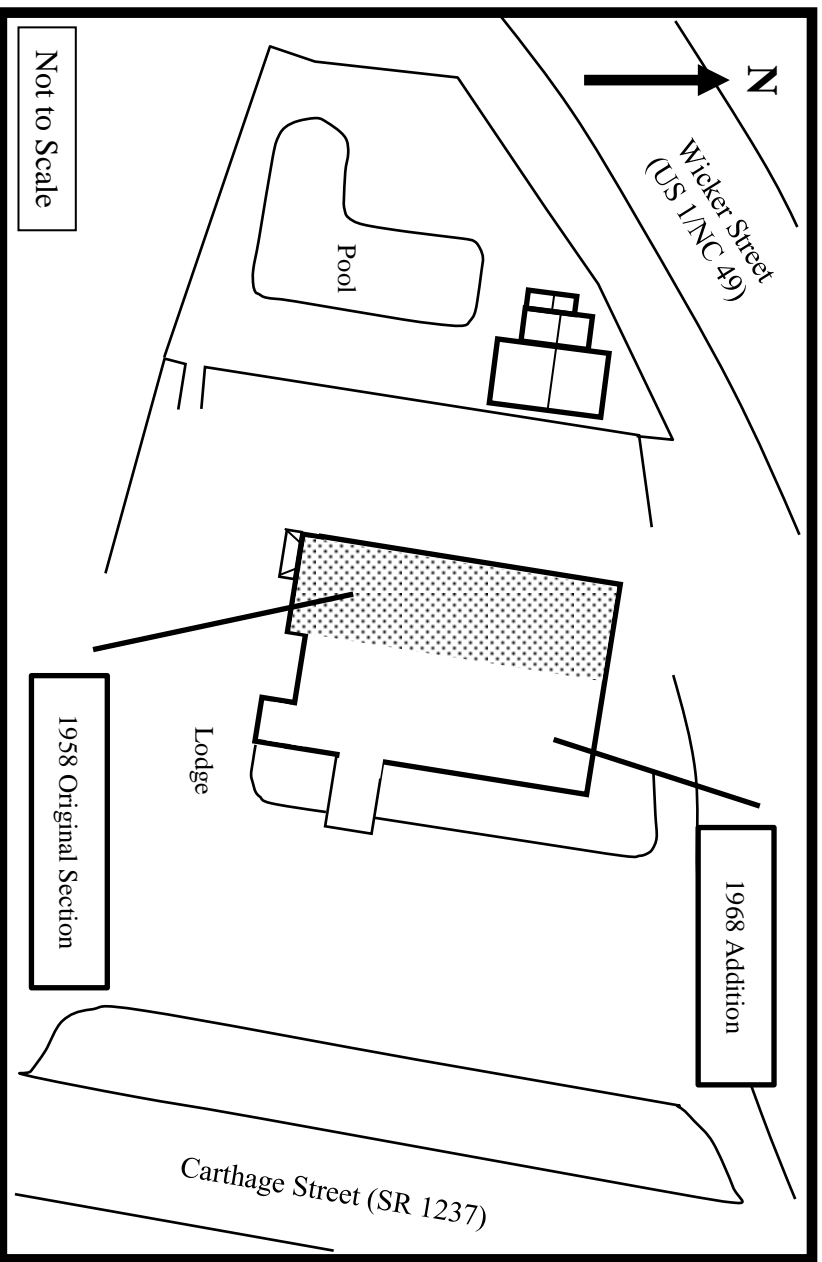 N
Wicker Street
(US 1/NC 49)
Not to Scale
Pool
Lodge
1958 Original Section
1968 Addition
Carthage Street (SR 1237)